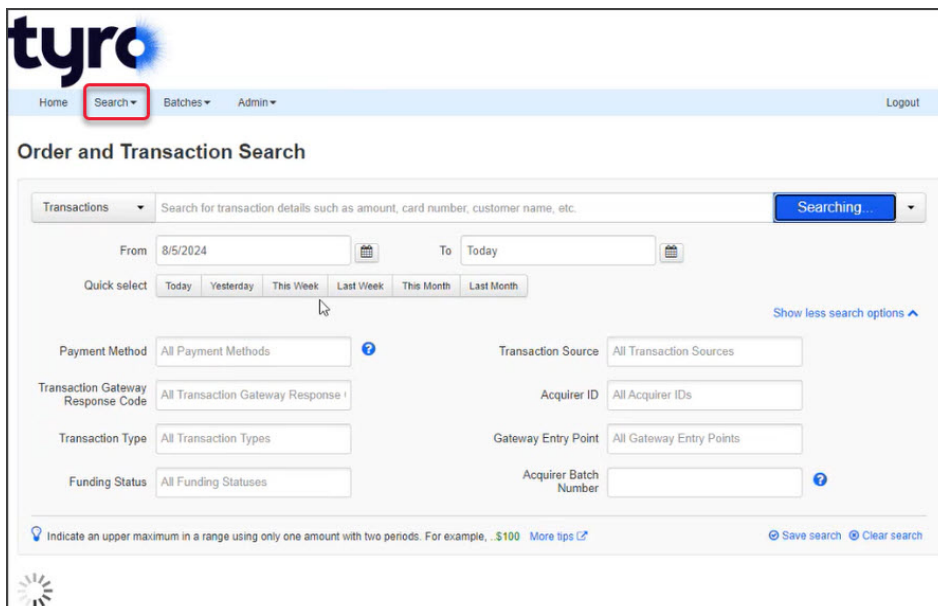 tyro
Home Search Batches Admin Logout
Order and Transaction Search
Transactions Search for transaction details such as amount, card number, customer name, etc. Searching...
From 8/5/2024 To Today
Quick select Today Yesterday This Week Last Week This Month Last Month
Show less search options
Payment Method All Payment Methods ? Transaction Source All Transaction Sources
Transaction Gateway
Response Code All Transaction Gateway Response Acquirer ID All Acquirer IDs
Transaction Type All Transaction Types Gateway Entry Point All Gateway Entry Points
Funding Status All Funding Statuses Acquirer Batch
Number ?
Indicate an upper maximum in a range using only one amount with two periods. For example, ..$100 More tips Save search Clear search